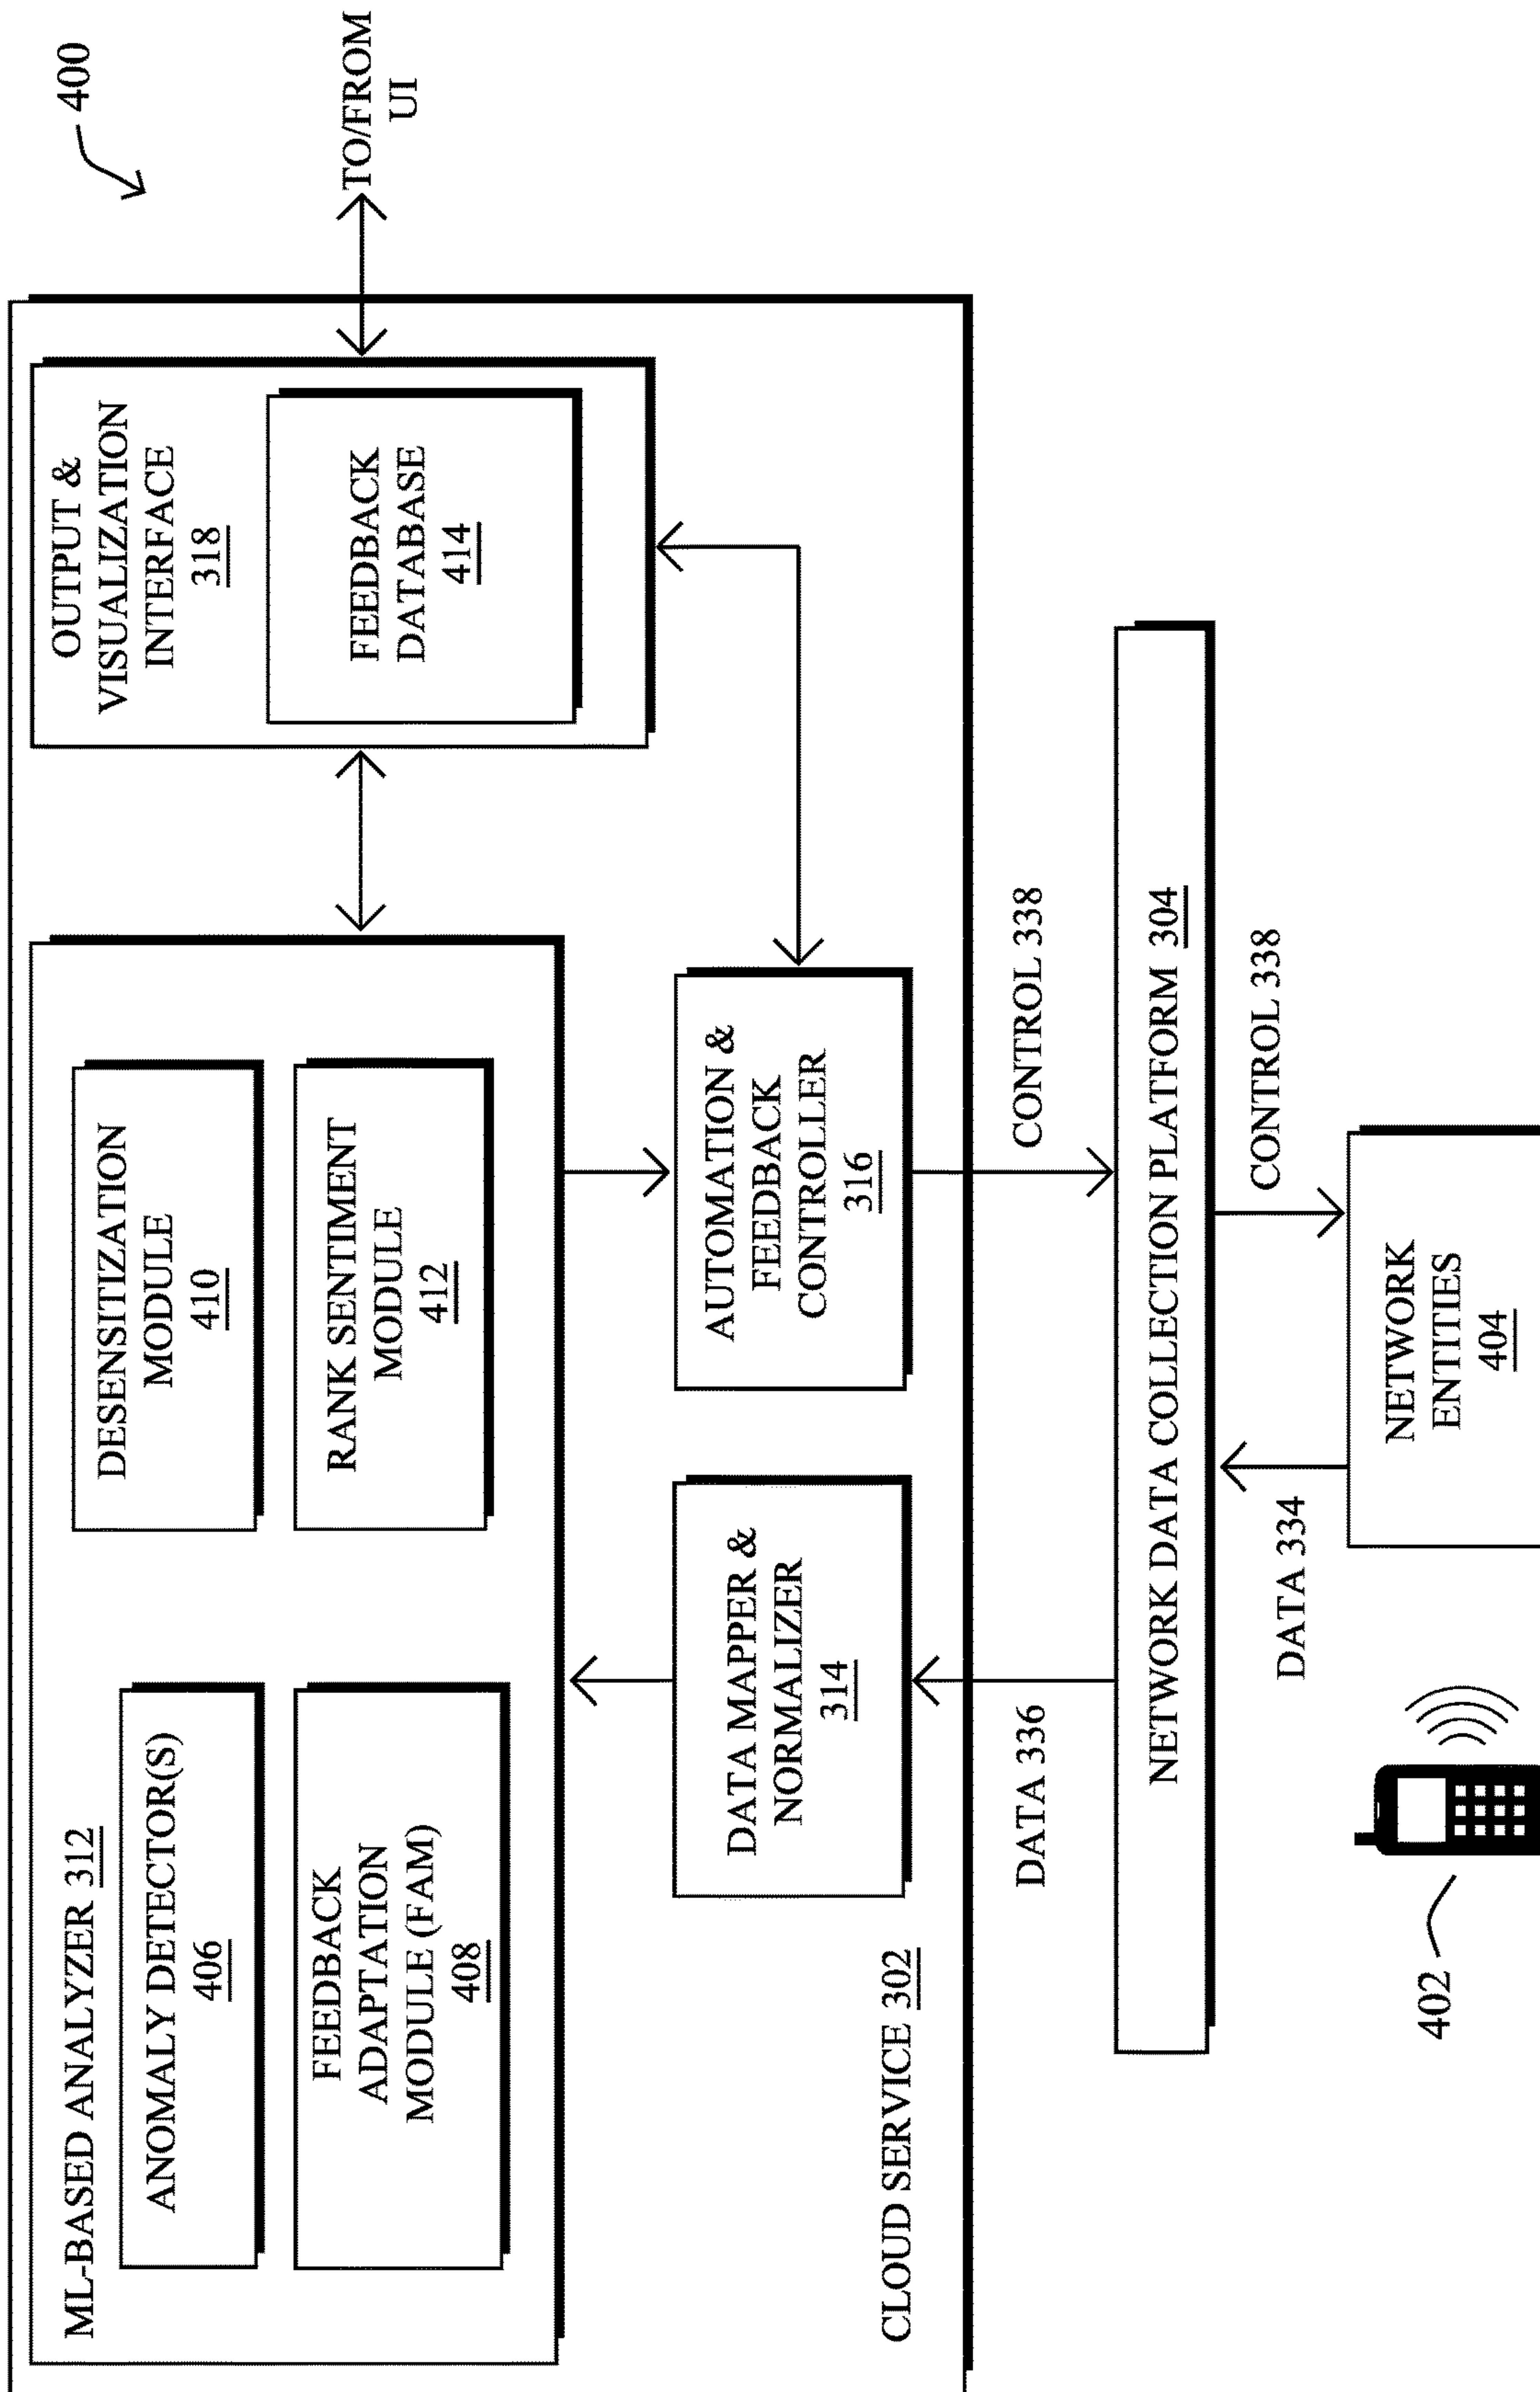 400
TO/FROM
UI
ML-BASED ANALYZER 312
ANOMALY DETECTOR(S)
406
FEEDBACK
ADAPTATION
MODULE (FAM)
408
DESENSITIZATION
MODULE
410
RANK SENTIMENT
MODULE
412
OUTPUT &
VISUALIZATION
INTERFACE
318
FEEDBACK
DATABASE
414
DATA MAPPER &
NORMALIZER
314
AUTOMATION &
FEEDBACK
CONTROLLER
316
CLOUD SERVICE 302
DATA 336
CONTROL 338
NETWORK DATA COLLECTION PLATFORM 304
DATA 334
CONTROL 338
402
NETWORK
ENTITIES
404